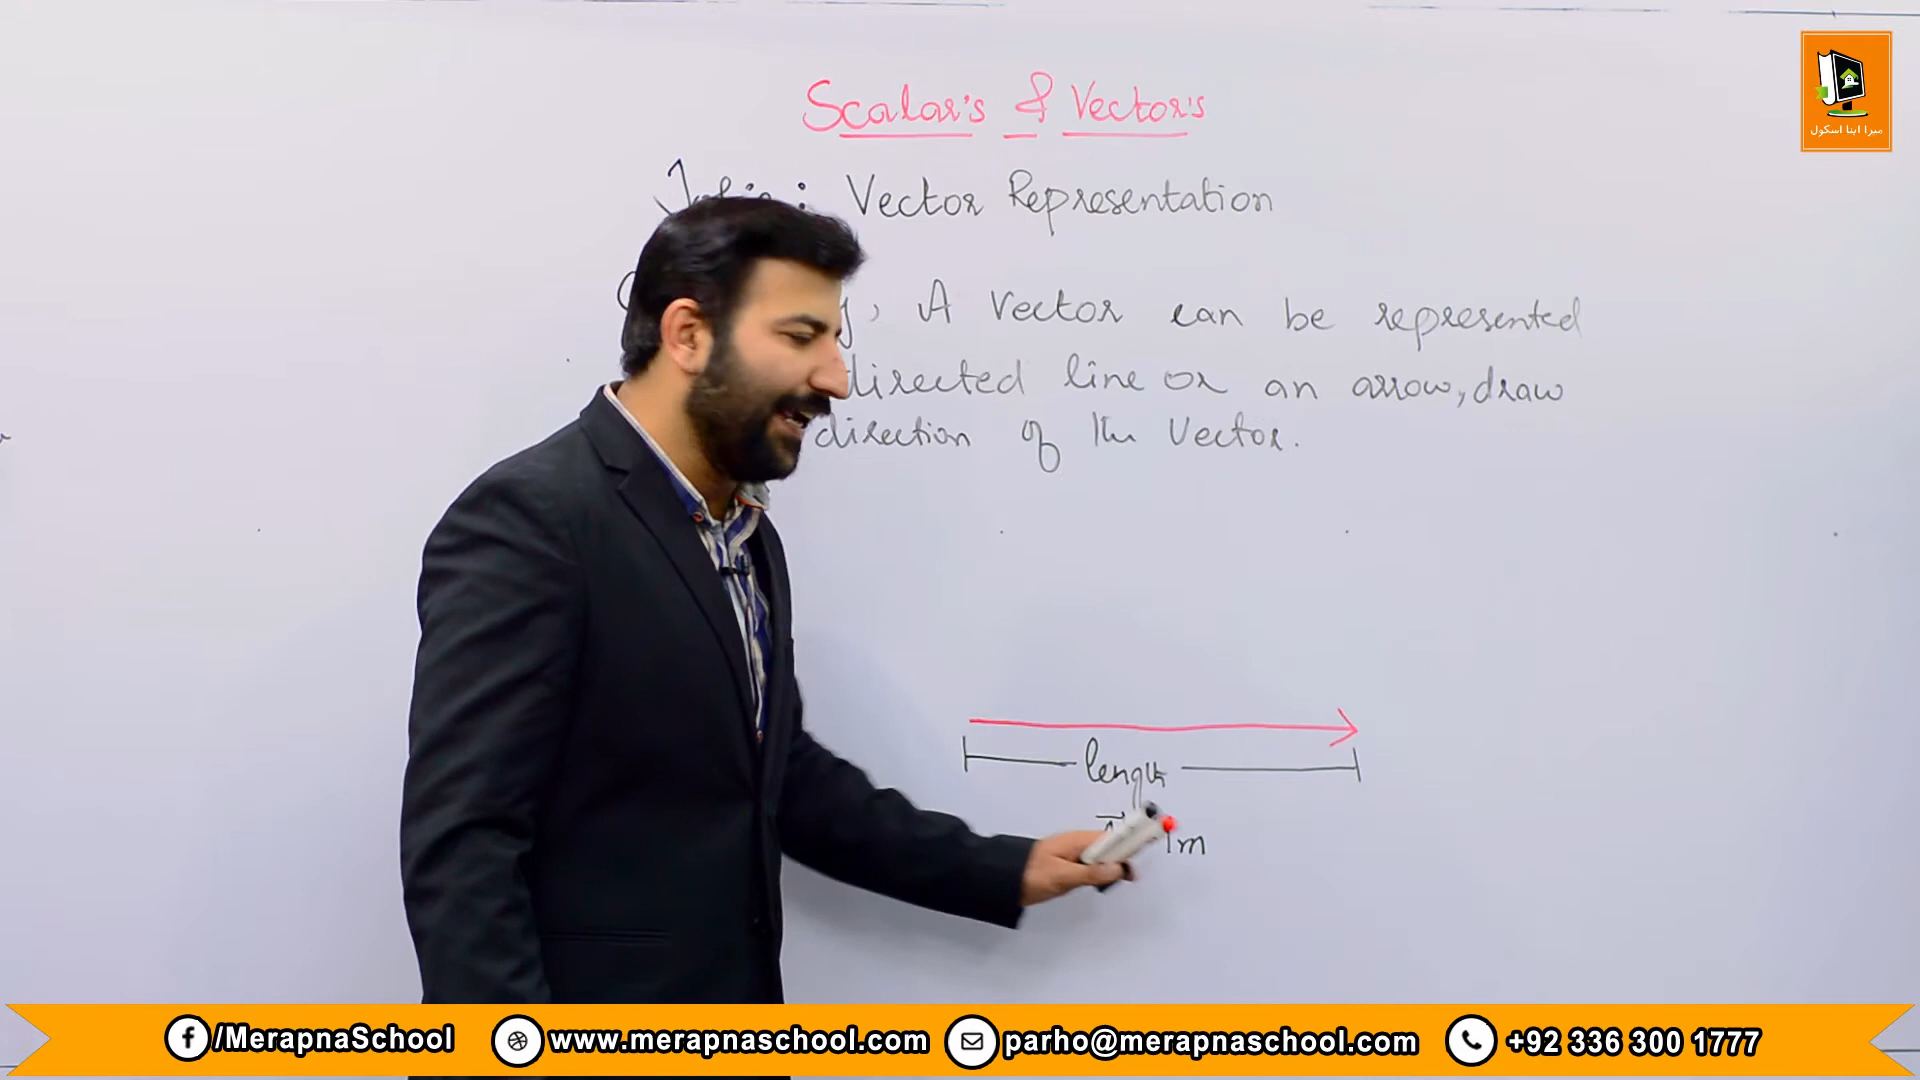 Scalar's & Vector's
میرا اپنا اسکول
: Vector Representation
, A Vector can be represented
directed line or an arrow, draw
direction of the Vector.
length
1m
/MerapnaSchool www.merapnaschool.com parho@merapnaschool.com +92 336 300 1777